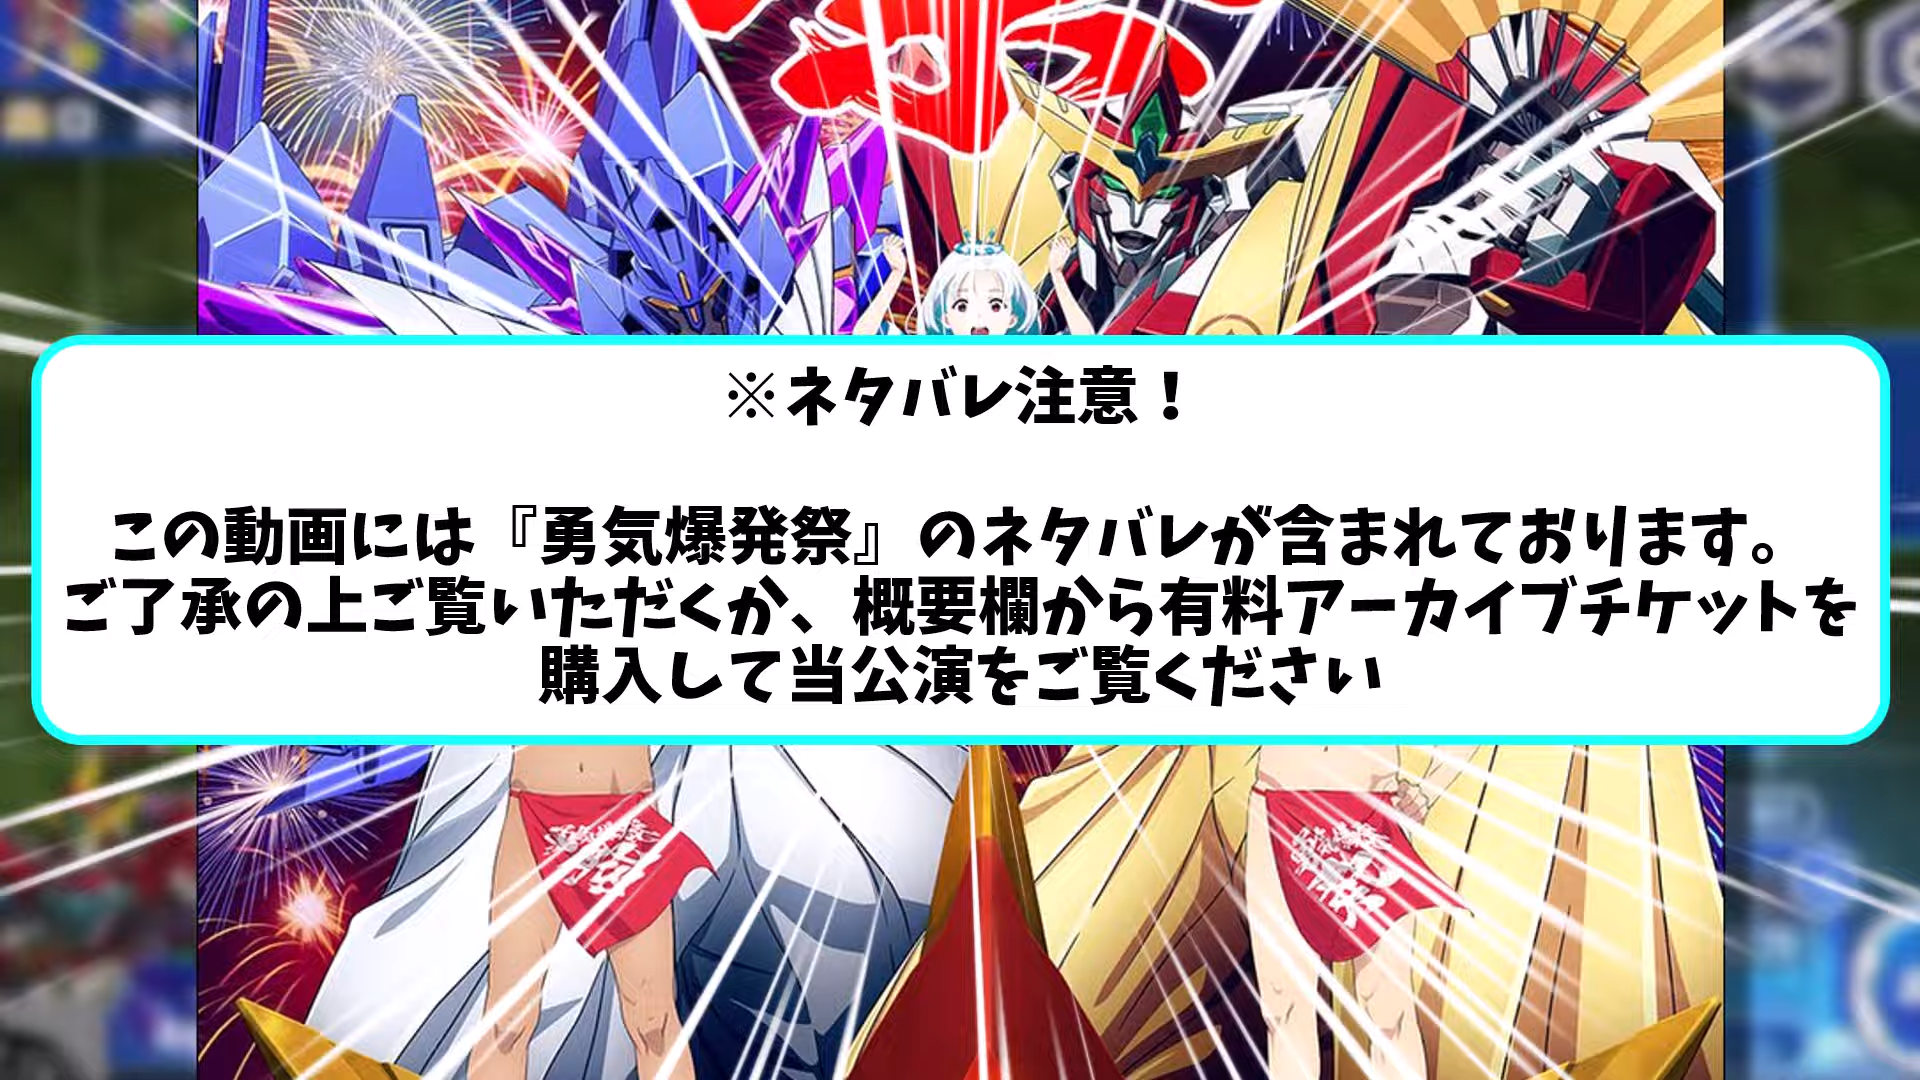 ※ネタバレ注意！
この動画には『勇気爆発祭』のネタバレが含まれております。
ご了承の上ご覧いただくか、概要欄から有料アーカイブチケットを
購入して当公演をご覧ください